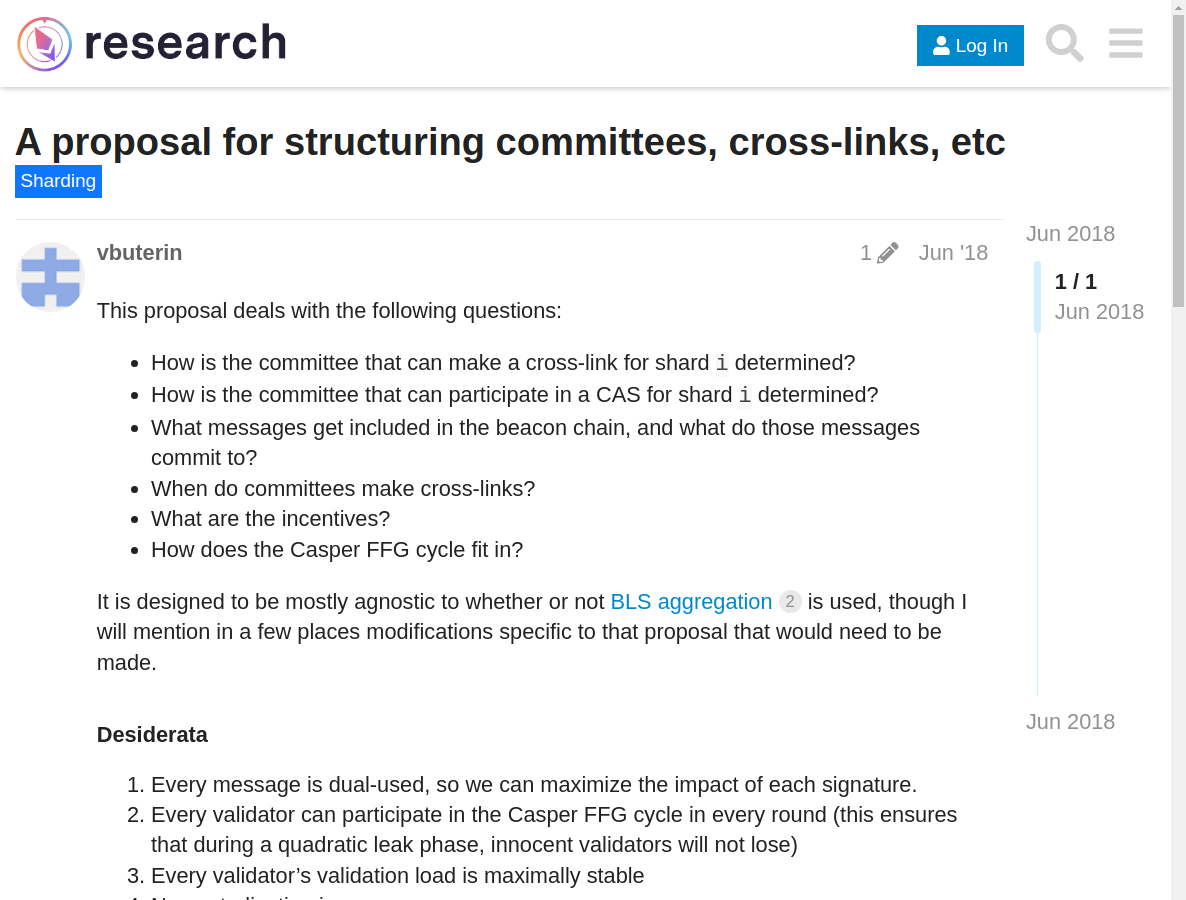 research
Log In
A proposal for structuring committees, cross-links, etc
Sharding
Jun 2018
vbuterin
1
Jun '18
1 / 1
Jun 2018
This proposal deals with the following questions:
How is the committee that can make a cross-link for shard i determined?
How is the committee that can participate in a CAS for shard i determined?
What messages get included in the beacon chain, and what do those messages
commit to?
When do committees make cross-links?
What are the incentives?
How does the Casper FFG cycle fit in?
It is designed to be mostly agnostic to whether or not BLS aggregation 2 is used, though I
will mention in a few places modifications specific to that proposal that would need to be
made.
Jun 2018
Desiderata
1. Every message is dual-used, so we can maximize the impact of each signature.
2. Every validator can participate in the Casper FFG cycle in every round (this ensures
that during a quadratic leak phase, innocent validators will not lose)
3. Every validator’s validation load is maximally stable